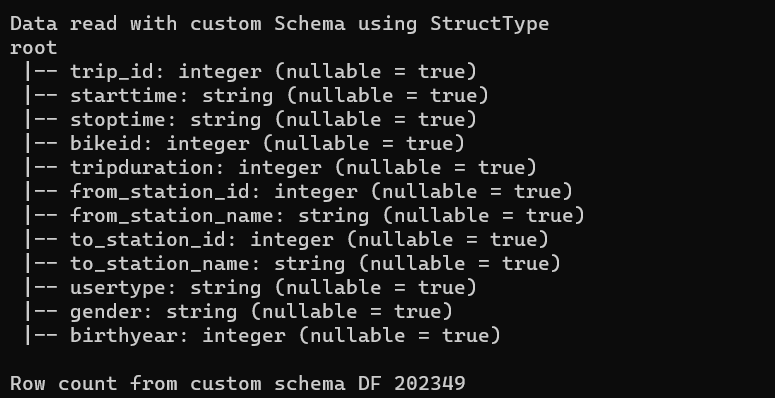 Data read with custom Schema using StructType
root
 |-- trip_id: integer (nullable = true)
 |-- starttime: string (nullable = true)
 |-- stoptime: string (nullable = true)
 |-- bikeid: integer (nullable = true)
 |-- tripduration: integer (nullable = true)
 |-- from_station_id: integer (nullable = true)
 |-- from_station_name: string (nullable = true)
 |-- to_station_id: integer (nullable = true)
 |-- to_station_name: string (nullable = true)
 |-- usertype: string (nullable = true)
 |-- gender: string (nullable = true)
 |-- birthyear: integer (nullable = true)
Row count from custom schema DF 202349